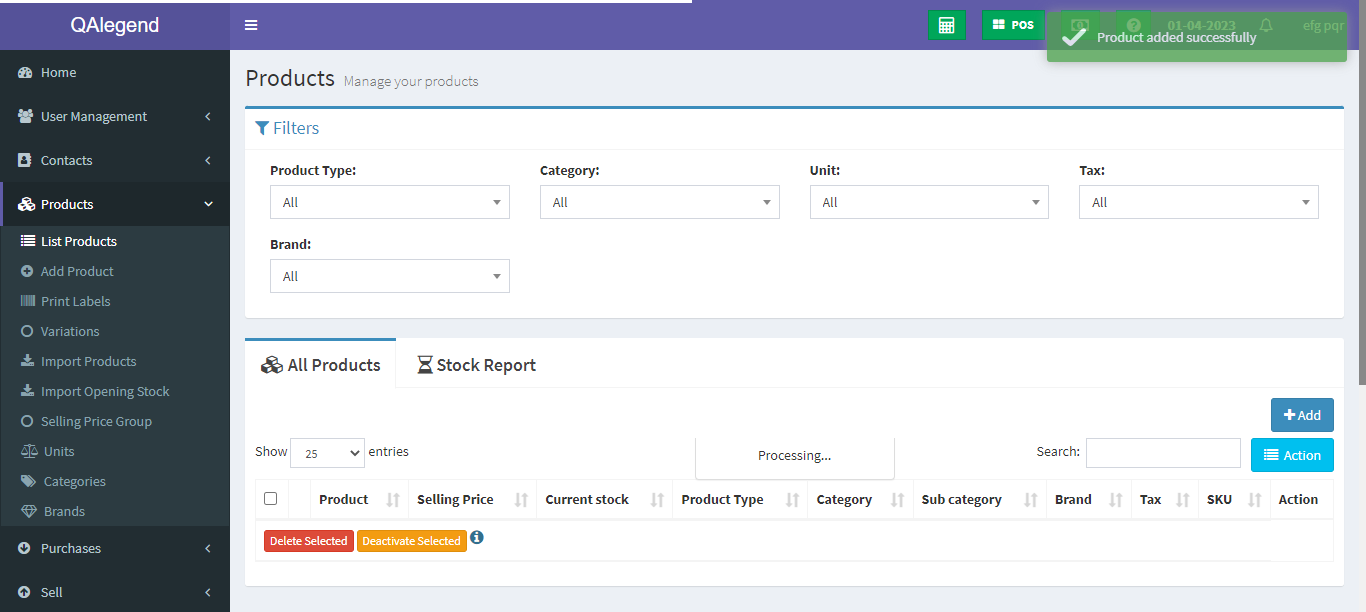 QAlegend
POS
01-04-2023
efg pqr
Product added successfully
Home
User Management
Contacts
Products
List Products
Add Product
Print Labels
Variations
Import Products
Import Opening Stock
Selling Price Group
Units
Categories
Brands
Purchases
Sell
Products Manage your products
Filters
Product Type: Category: Unit: Tax:
All All All All
Brand:
All
All Products Stock Report
Add
Show 25 entries Processing... Search: Action
Product Selling Price Current stock Product Type Category Sub category Brand Tax SKU Action
Delete Selected Deactivate Selected